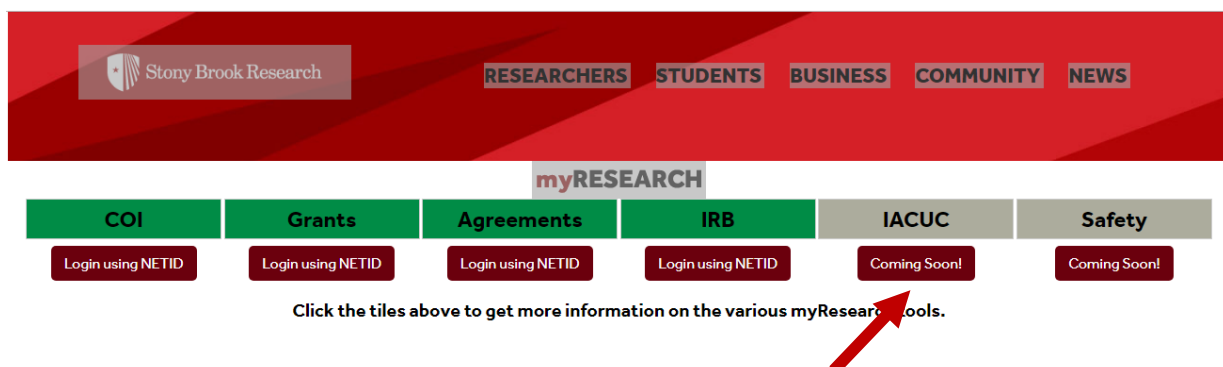 Stony Brook Research
RESEARCHERS STUDENTS BUSINESS COMMUNITY NEWS
myRESEARCH
COI Grants Agreements IRB IACUC Safety
Login using NETID Login using NETID Login using NETID Login using NETID Coming Soon! Coming Soon!
Click the tiles above to get more information on the various myResearch tools.